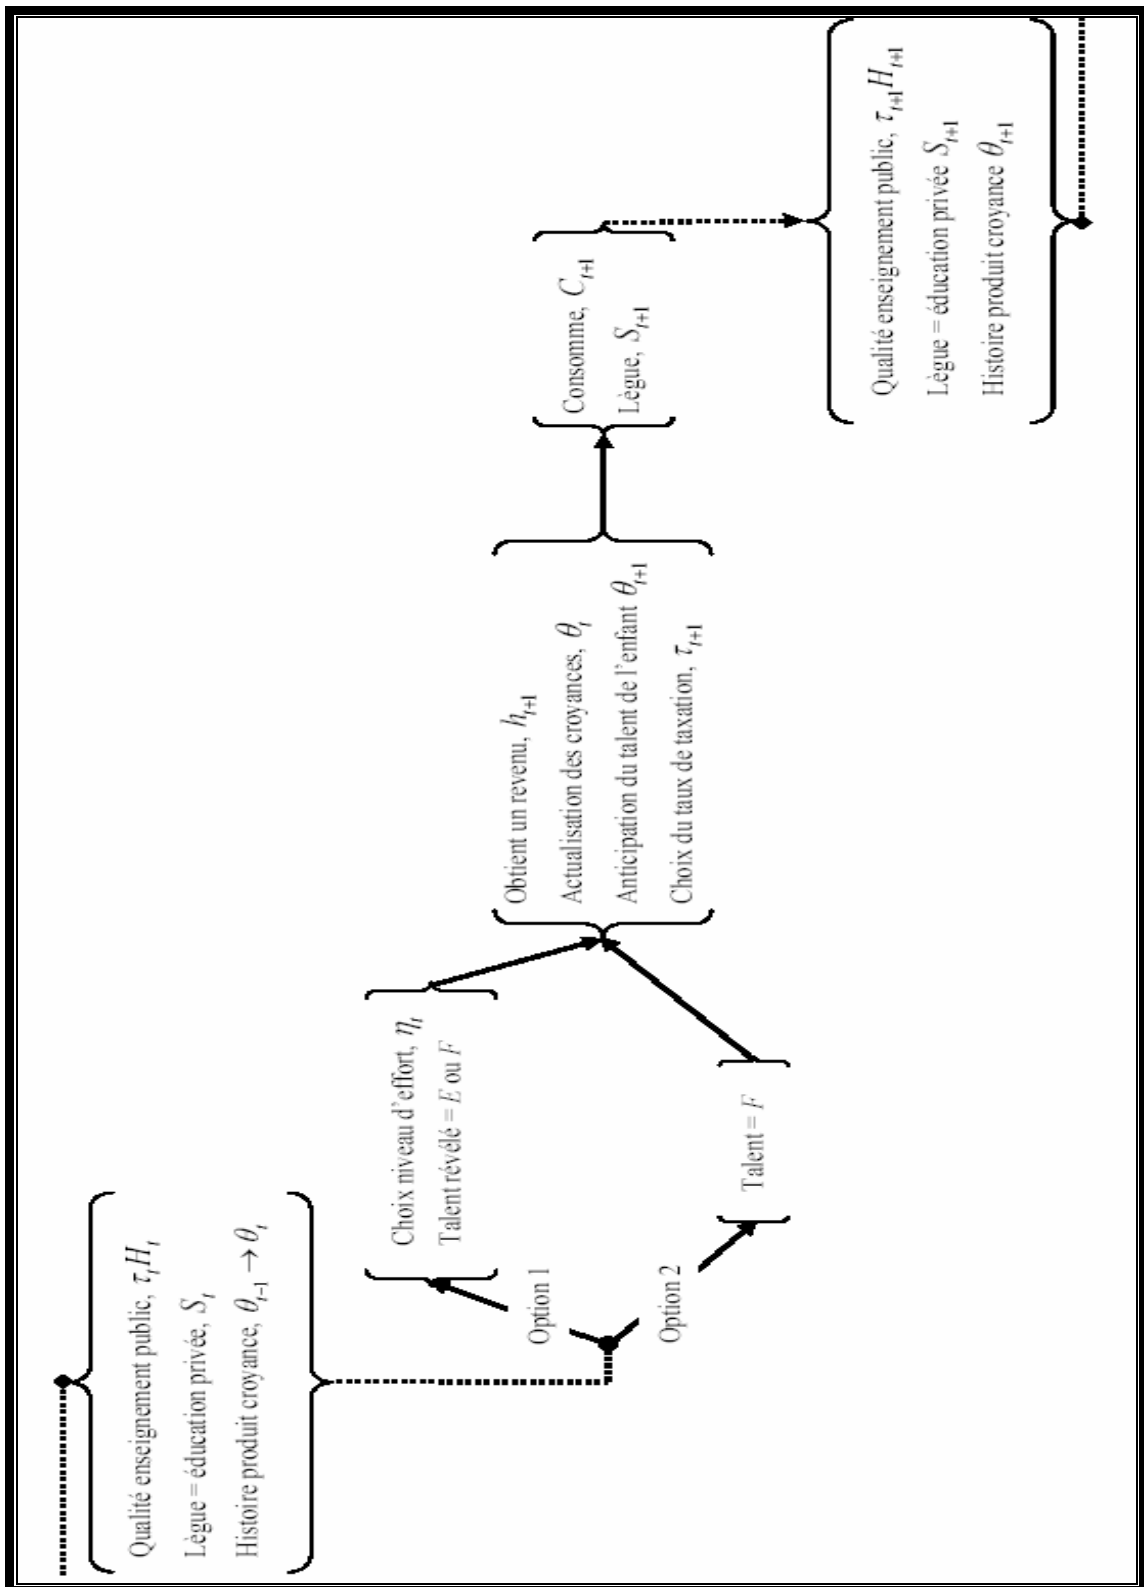 Qualité enseignement public, τ_t H_t
Lègue = éducation privée, S_t
Histoire produit croyance, θ_{t−1} → θ_t
Option 1
Option 2
Choix niveau d'effort, η_t
Talent révélé = E ou F
Talent = F
Obtient un revenu, h_{t+1}
Actualisation des croyances, θ_t
Anticipation du talent de l'enfant θ_{t+1}
Choix du taux de taxation, τ_{t+1}
Consomme, C_{t+1}
Lègue, S_{t+1}
Qualité enseignement public, τ_{t+1} H_{t+1}
Lègue = éducation privée S_{t+1}
Histoire produit croyance θ_{t+1}